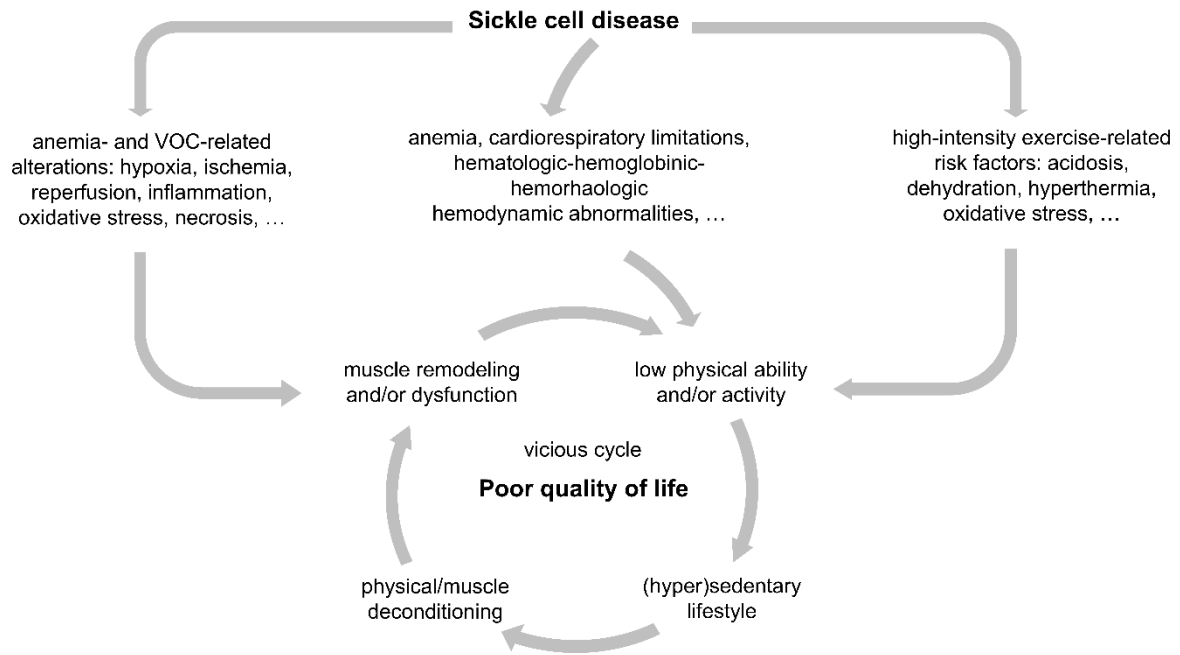 Sickle cell disease
anemia- and VOC-related
alterations: hypoxia, ischemia,
reperfusion, inflammation,
oxidative stress, necrosis, …
anemia, cardiorespiratory limitations,
hematologic-hemoglobinic-
hemorhaologic
hemodynamic abnormalities, …
high-intensity exercise-related
risk factors: acidosis,
dehydration, hyperthermia,
oxidative stress, …
muscle remodeling
and/or dysfunction
low physical ability
and/or activity
vicious cycle
Poor quality of life
physical/muscle
deconditioning
(hyper)sedentary
lifestyle